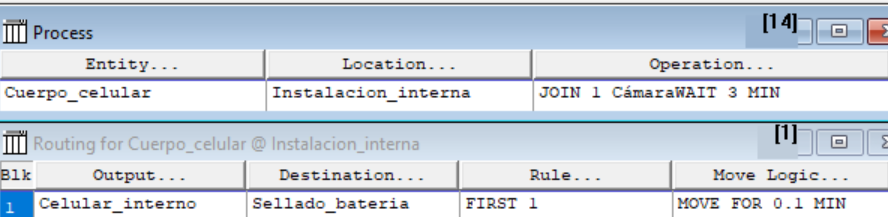 Process [14]
Entity... Location... Operation...
Cuerpo_celular Instalacion_interna JOIN 1 CámaraWAIT 3 MIN
Routing for Cuerpo_celular @ Instalacion_interna [1]
Blk Output... Destination... Rule... Move Logic...
1 Celular_interno Sellado_bateria FIRST 1 MOVE FOR 0.1 MIN